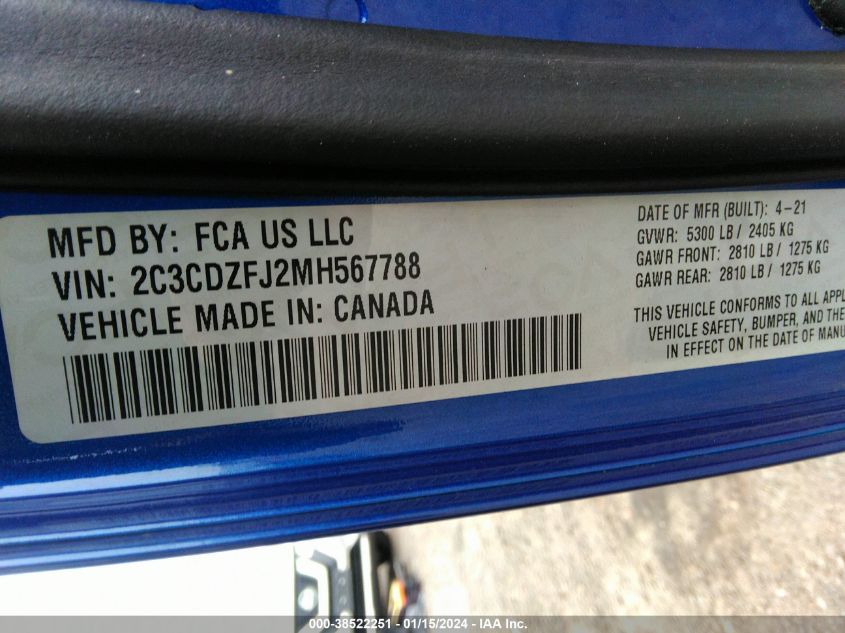 MFD BY: FCA US LLC
VIN: 2C3CDZFJ2MH567788
VEHICLE MADE IN: CANADA
DATE OF MFR (BUILT): 4-21
GVWR: 5300 LB / 2405 KG
GAWR FRONT: 2810 LB / 1275 KG
GAWR REAR: 2810 LB / 1275 KG
THIS VEHICLE CONFORMS TO ALL APPL
VEHICLE SAFETY, BUMPER, AND THE
IN EFFECT ON THE DATE OF MANU
000-38522251 - 01/15/2024 - IAA Inc.